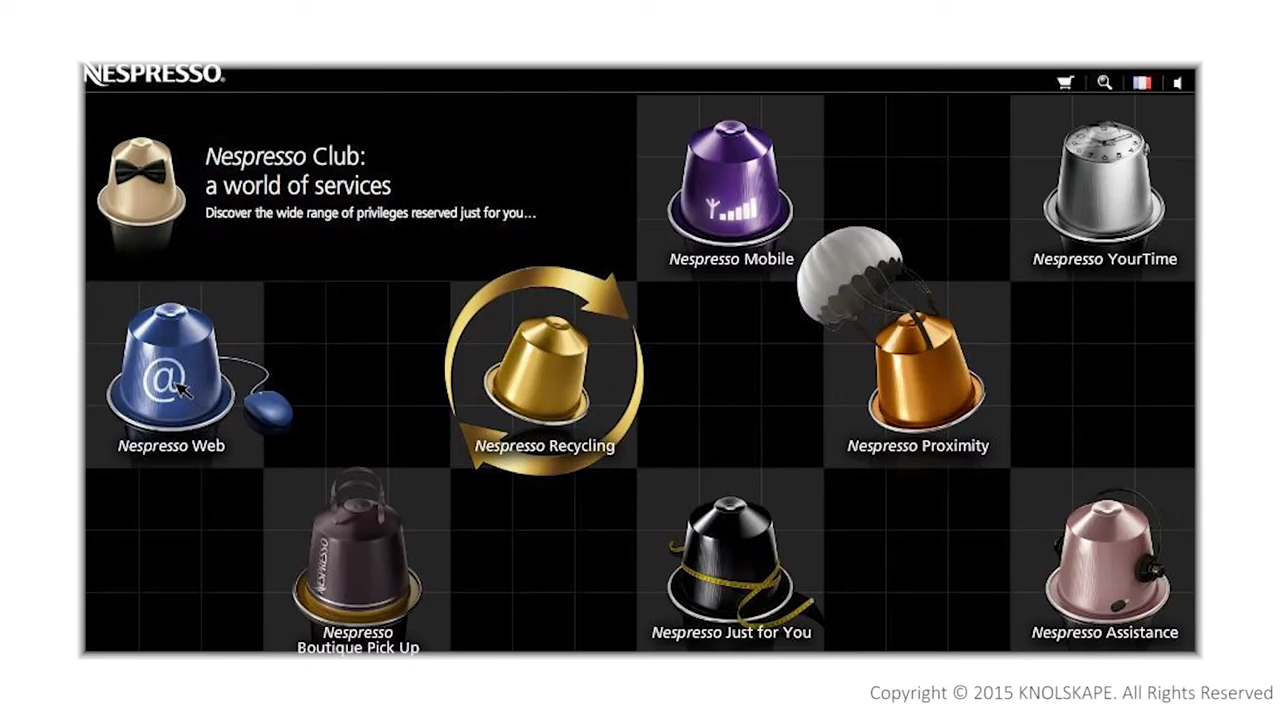 NESPRESSO.
Nespresso Club:
a world of services
Discover the wide range of privileges reserved just for you...
Nespresso Mobile
Nespresso YourTime
@
Nespresso Web
Nespresso Recycling
Nespresso Proximity
NESPRESSO
Nespresso
Boutique Pick Up
Nespresso Just for You
Nespresso Assistance
Copyright © 2015 KNOLSKAPE. All Rights Reserved